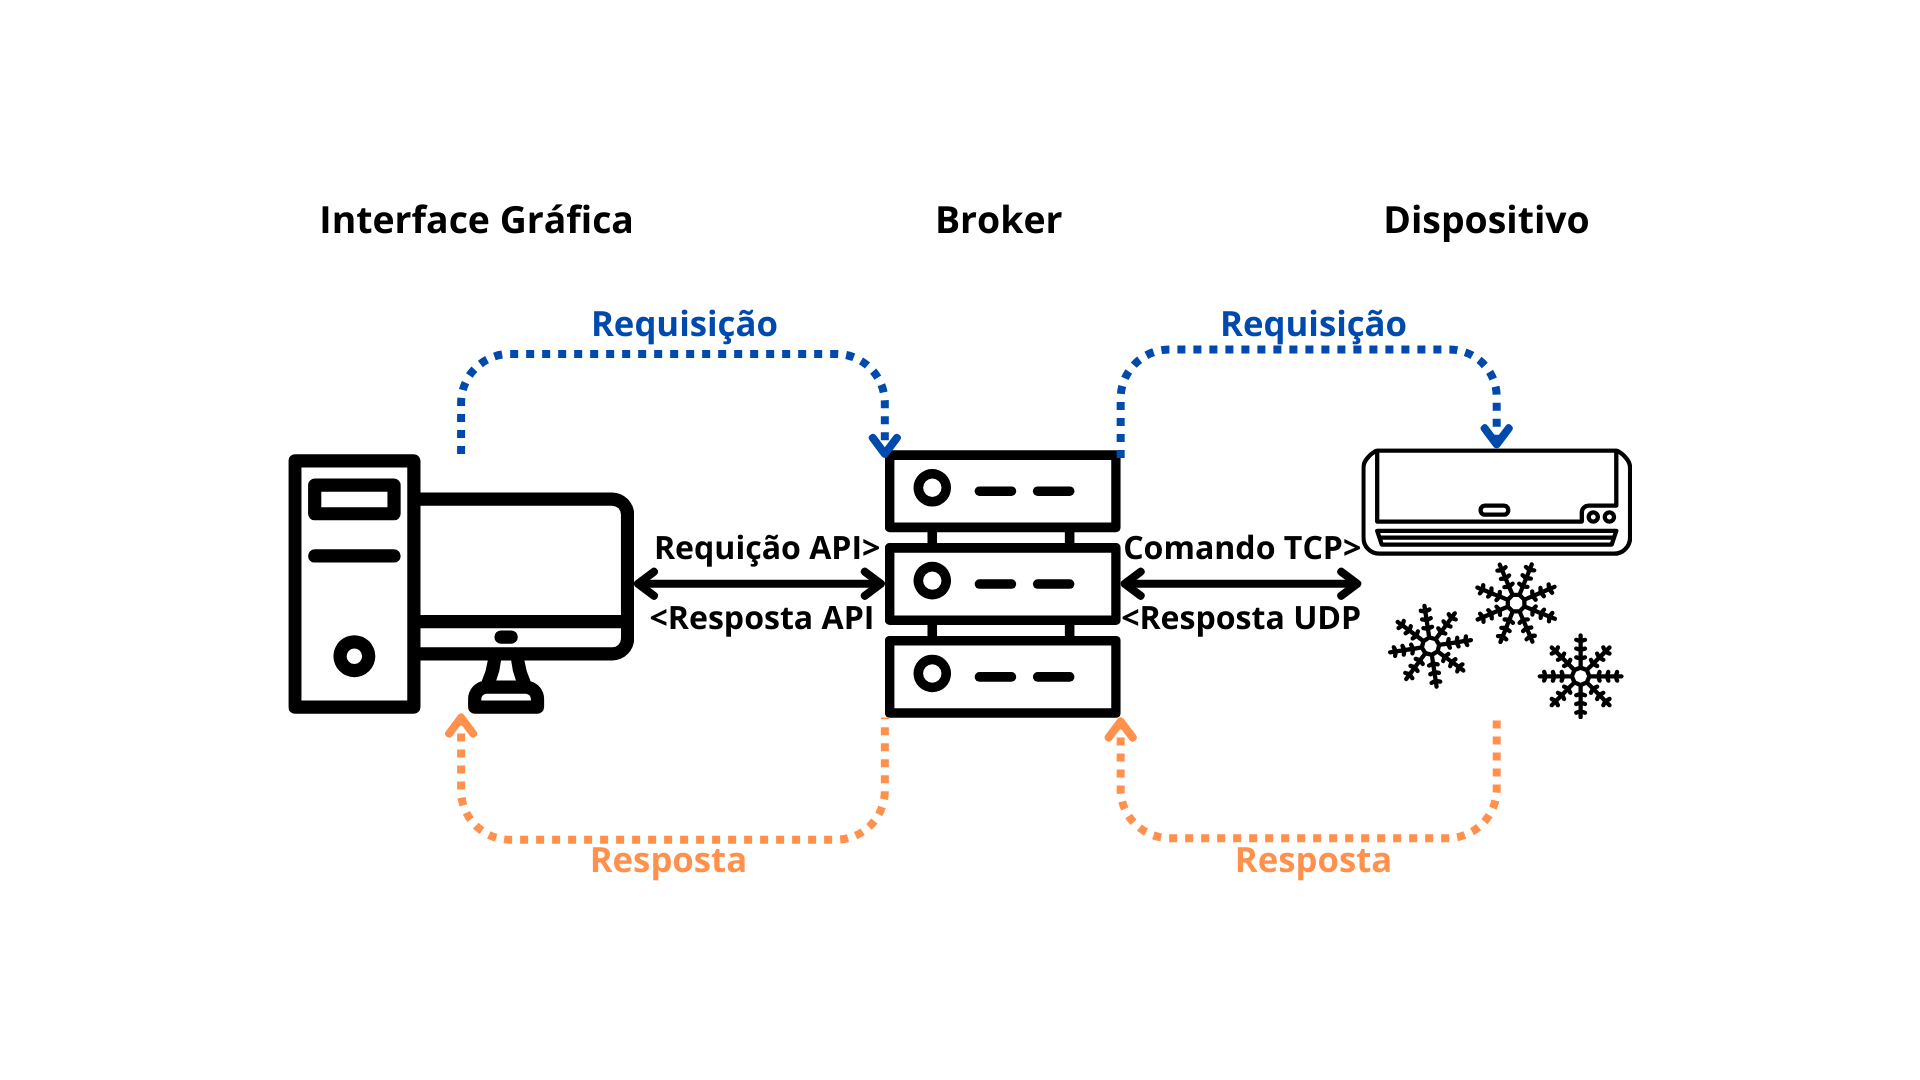 Interface Gráfica
Broker
Dispositivo
Requisição
Requisição
Requição API>
Comando TCP>
<Resposta API
<Resposta UDP
Resposta
Resposta